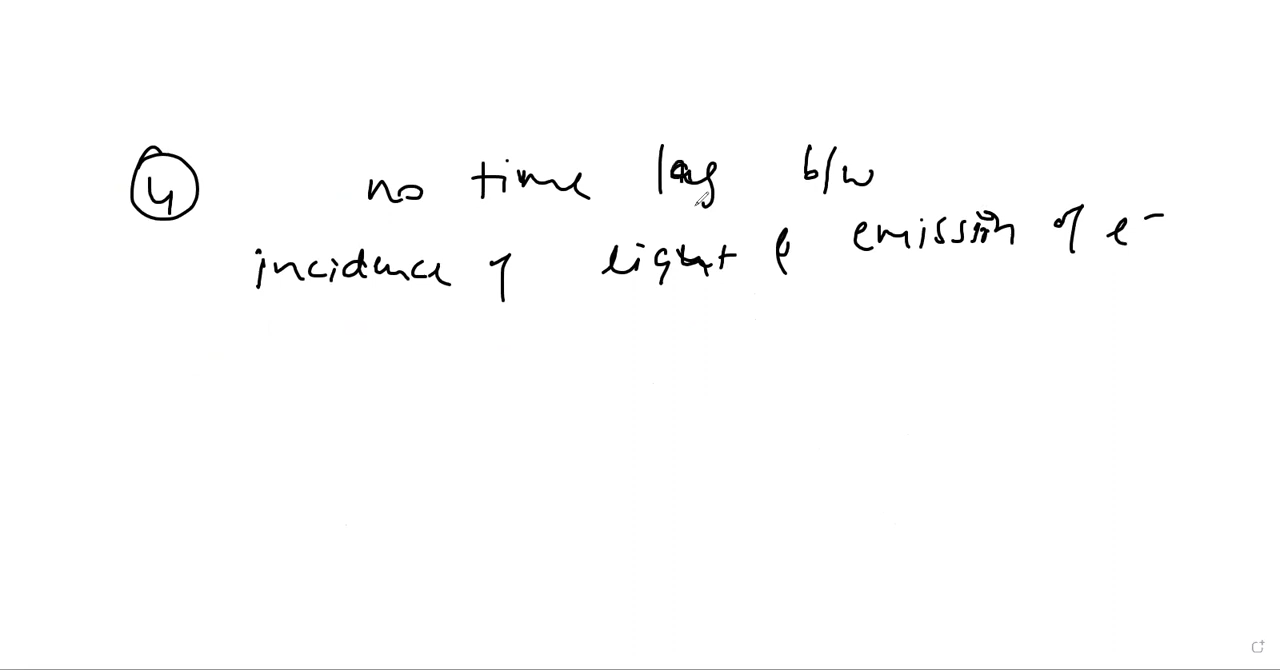 4 no time lag b/w
incidence of light & emission of e⁻